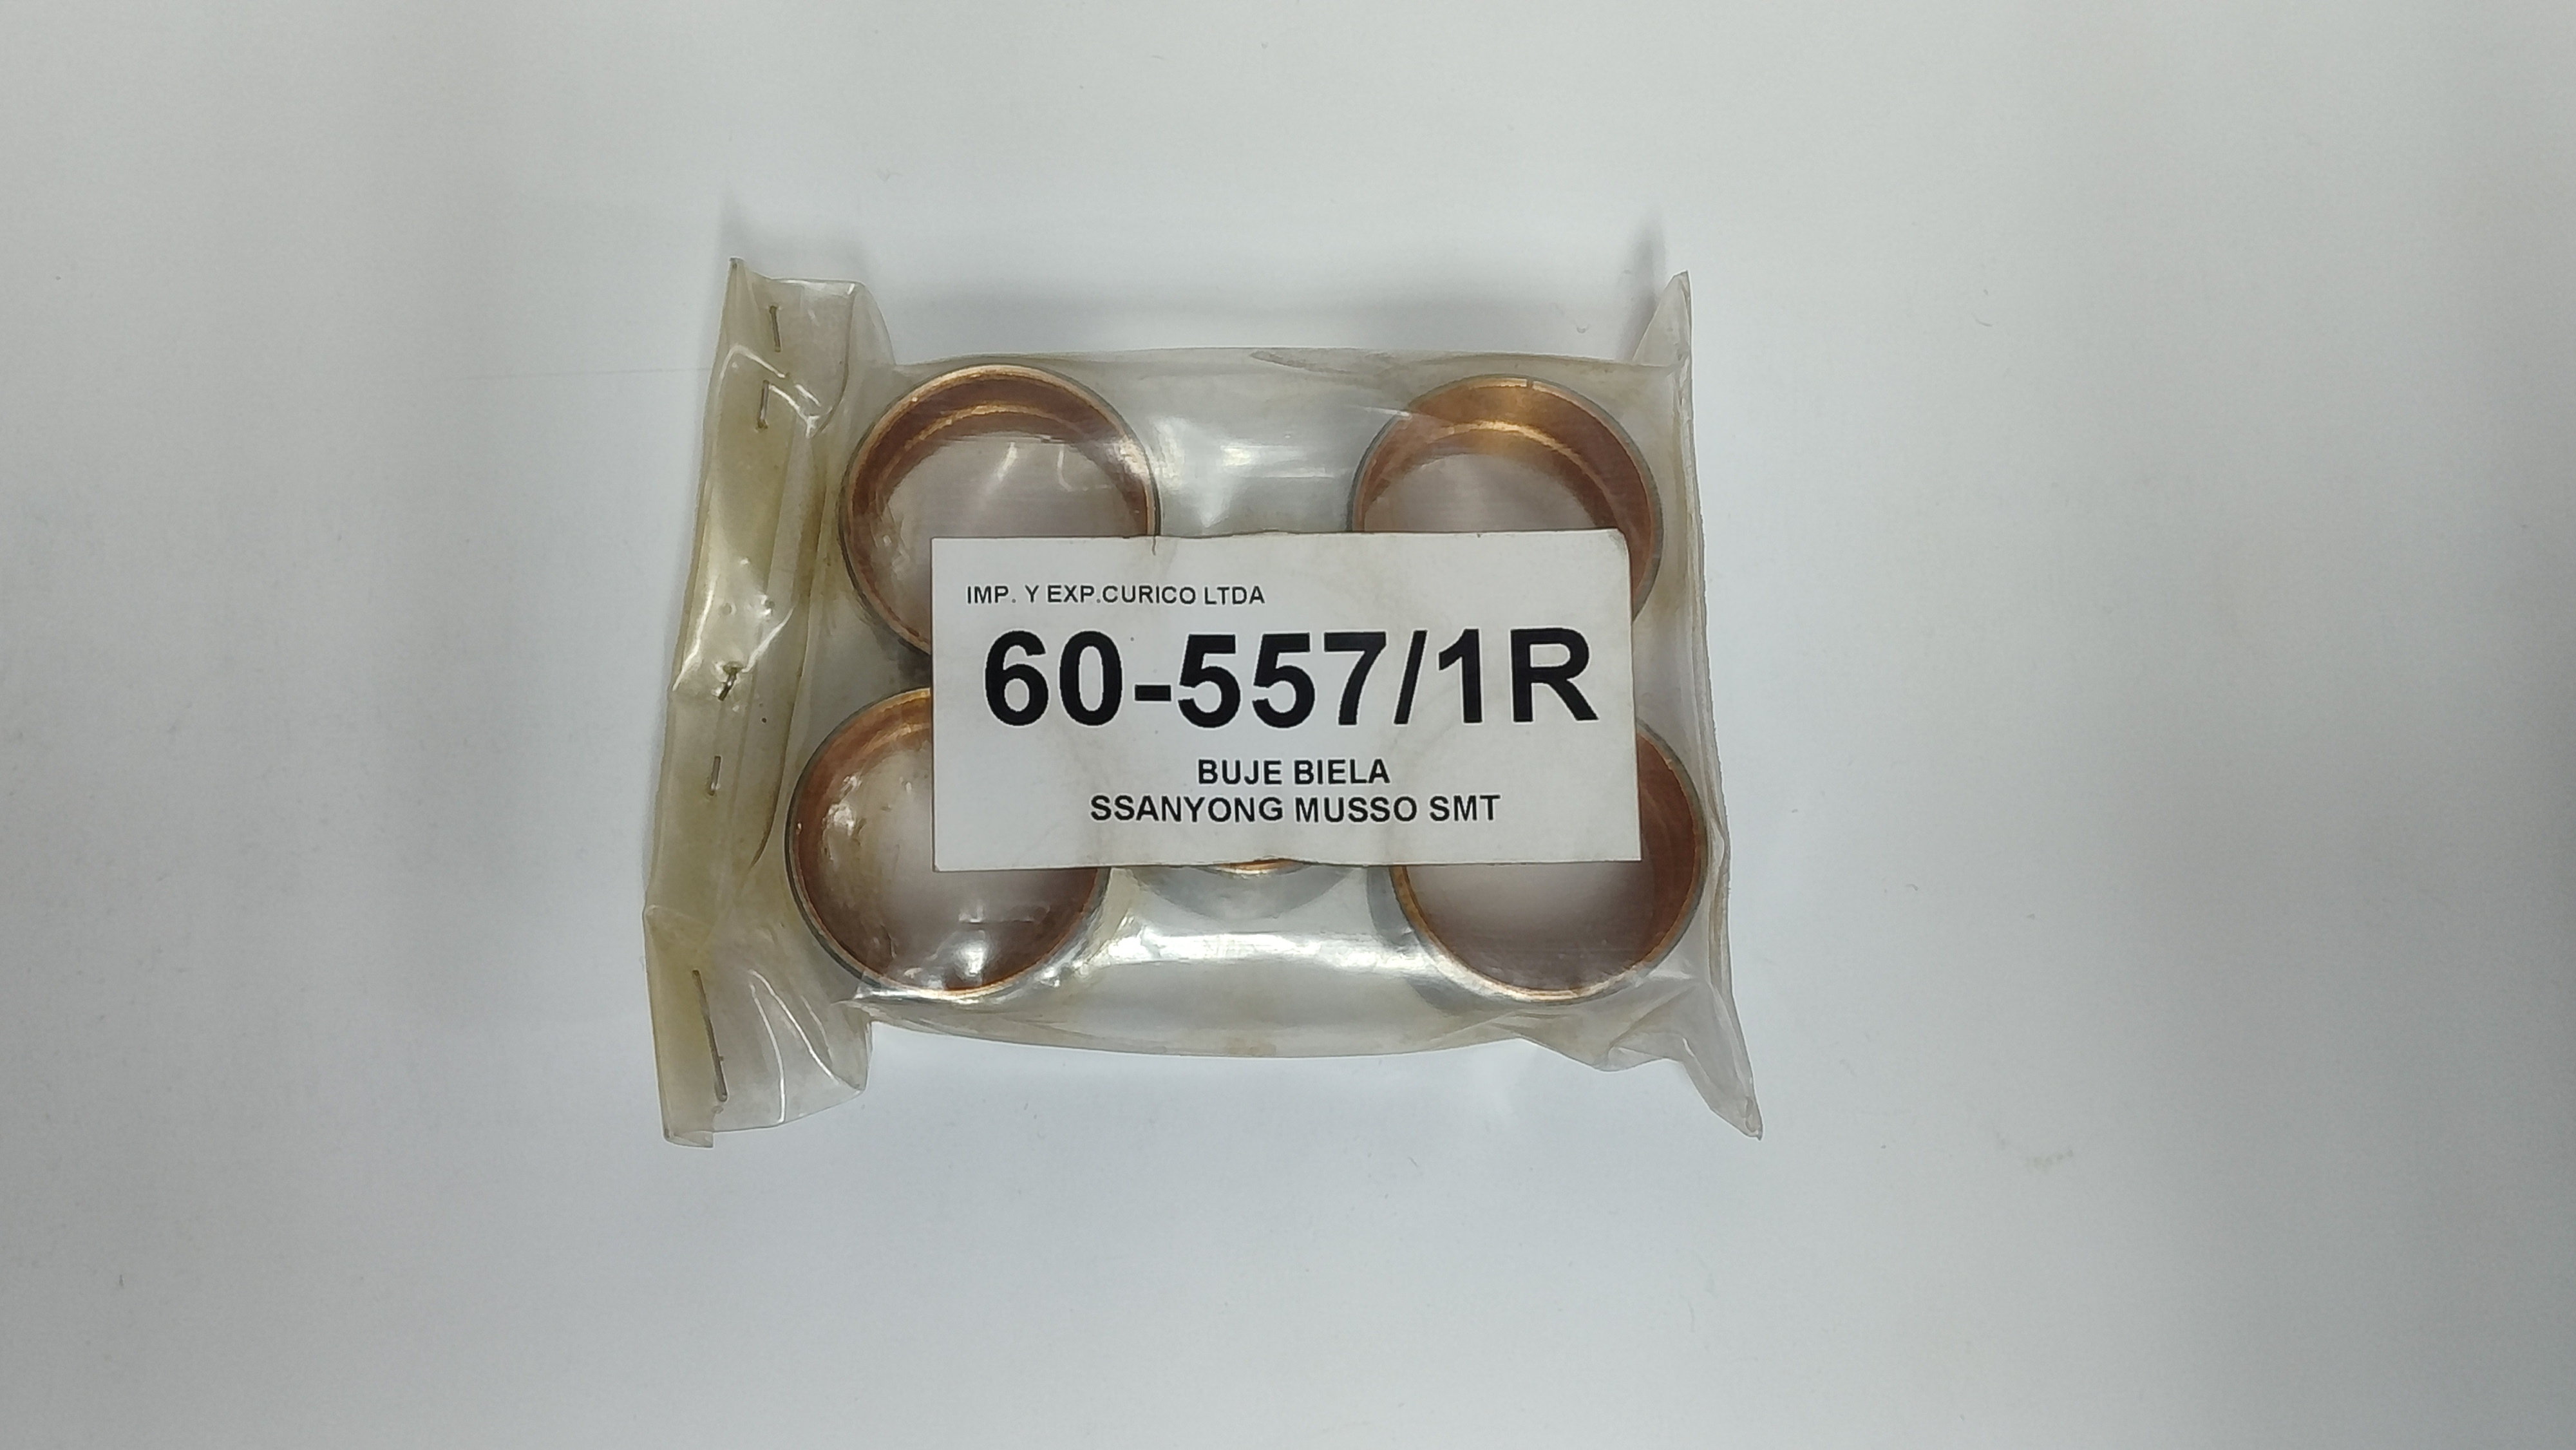 IMP. Y EXP.CURICO LTDA
60-557/1R
BUJE BIELA
SSANYONG MUSSO SMT